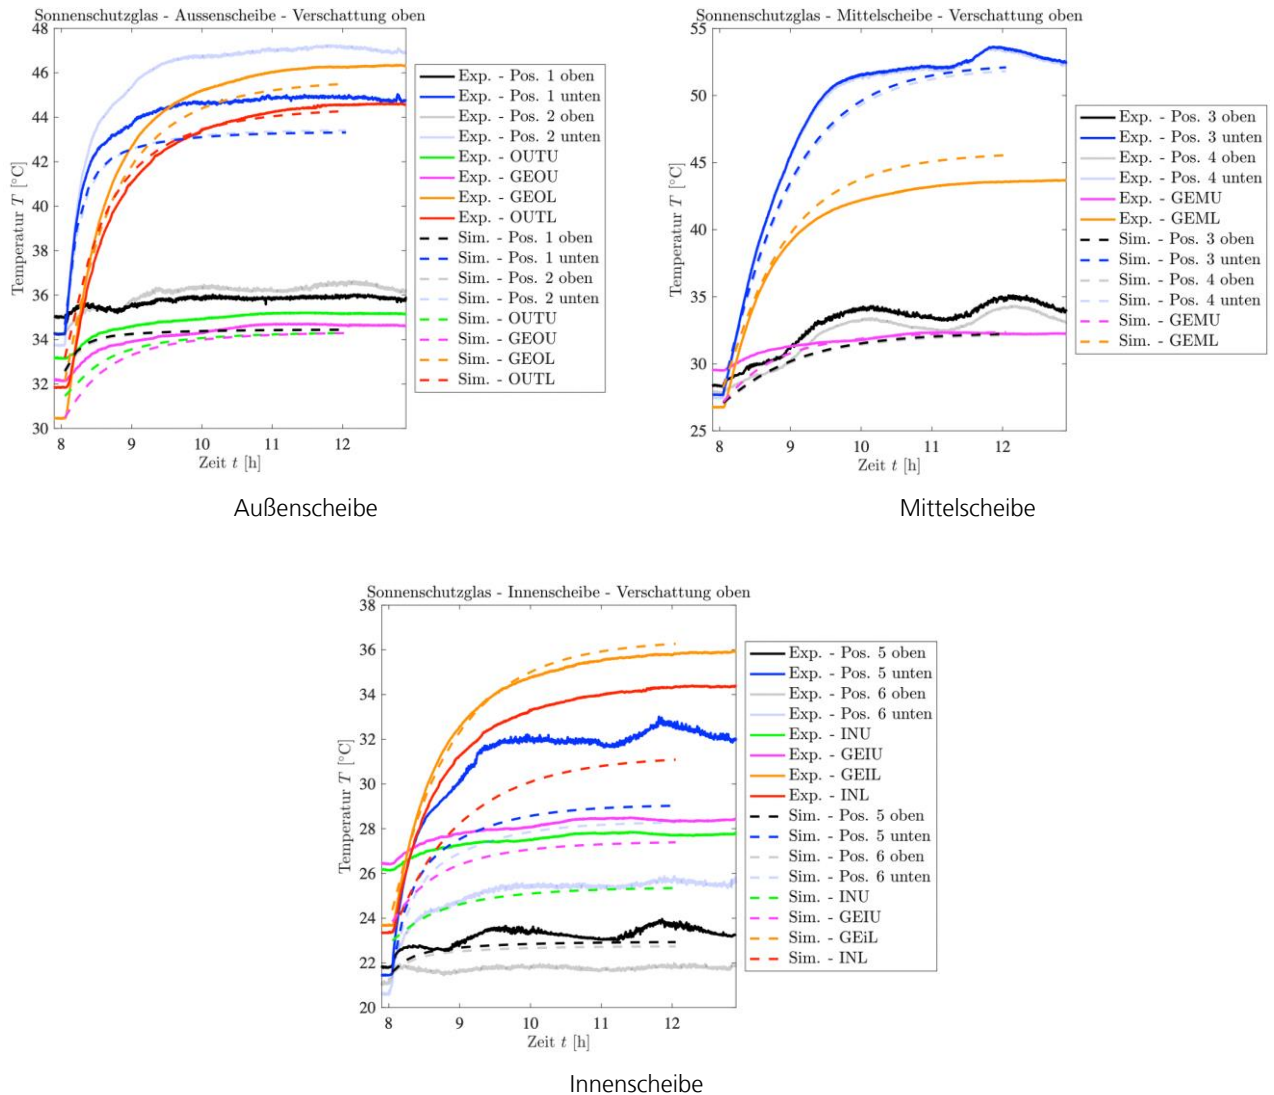 Sonnenschutzglas - Aussenscheibe - Verschattung oben
48
46
44
42
40
38
36
34
32
30
Temperatur T [°C]
8 9 10 11 12
Zeit t [h]
Exp. - Pos. 1 oben
Exp. - Pos. 1 unten
Exp. - Pos. 2 oben
Exp. - Pos. 2 unten
Exp. - OUTU
Exp. - GEOU
Exp. - GEOL
Exp. - OUTL
Sim. - Pos. 1 oben
Sim. - Pos. 1 unten
Sim. - Pos. 2 oben
Sim. - Pos. 2 unten
Sim. - OUTU
Sim. - GEOU
Sim. - GEOL
Sim. - OUTL
Außenscheibe
Sonnenschutzglas - Mittelscheibe - Verschattung oben
55
50
45
40
35
30
25
Temperatur T [°C]
8 9 10 11 12
Zeit t [h]
Exp. - Pos. 3 oben
Exp. - Pos. 3 unten
Exp. - Pos. 4 oben
Exp. - Pos. 4 unten
Exp. - GEMU
Exp. - GEML
Sim. - Pos. 3 oben
Sim. - Pos. 3 unten
Sim. - Pos. 4 oben
Sim. - Pos. 4 unten
Sim. - GEMU
Sim. - GEML
Mittelscheibe
Sonnenschutzglas - Innenscheibe - Verschattung oben
38
36
34
32
30
28
26
24
22
20
Temperatur T [°C]
8 9 10 11 12
Zeit t [h]
Exp. - Pos. 5 oben
Exp. - Pos. 5 unten
Exp. - Pos. 6 oben
Exp. - Pos. 6 unten
Exp. - INU
Exp. - GEIU
Exp. - GEIL
Exp. - INL
Sim. - Pos. 5 oben
Sim. - Pos. 5 unten
Sim. - Pos. 6 oben
Sim. - Pos. 6 unten
Sim. - INU
Sim. - GEIU
Sim. - GEiL
Sim. - INL
Innenscheibe